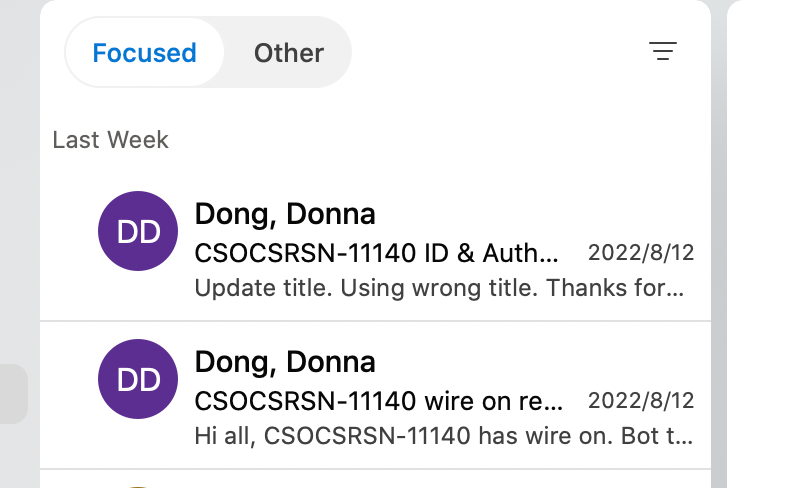 Focused Other
Last Week
DD
Dong, Donna
CSOCSRSN-11140 ID & Auth... 2022/8/12
Update title. Using wrong title. Thanks for...
DD
Dong, Donna
CSOCSRSN-11140 wire on re... 2022/8/12
Hi all, CSOCSRSN-11140 has wire on. Bot t...